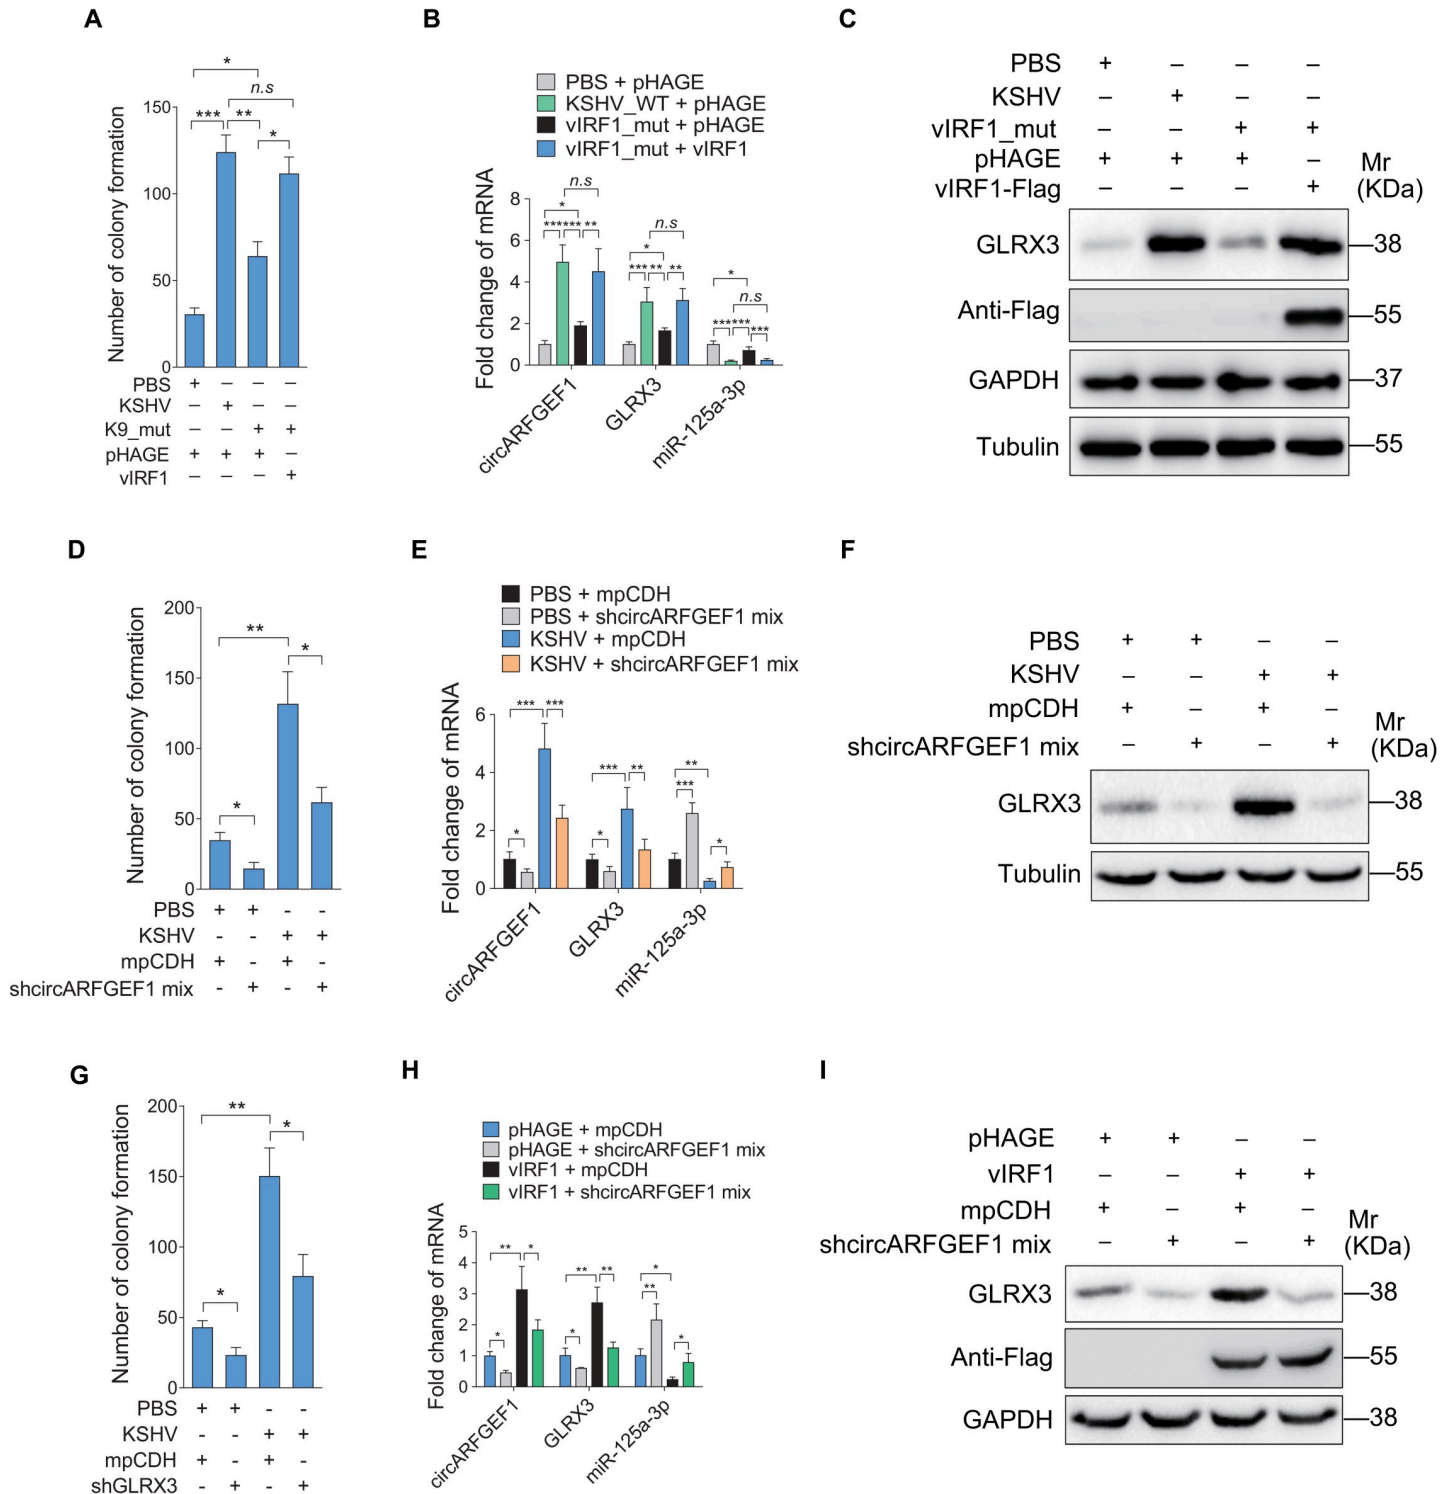 A
Number of colony formation
150
100
50
0
*
n.s
*** **
*
PBS + – – –
KSHV – + – –
K9_mut – – + +
pHAGE + + + –
vIRF1 – – – +
B
PBS + pHAGE
KSHV_WT + pHAGE
vIRF1_mut + pHAGE
vIRF1_mut + vIRF1
Fold change of mRNA
8
6
4
2
0
n.s
*
*** *** **
n.s
*
*** ** **
*
n.s
*** *** ***
circARFGEF1
GLRX3
miR-125a-3p
C
PBS + – – –
KSHV – + – –
vIRF1_mut – – + +
pHAGE + + + –
vIRF1-Flag – – – +
Mr
(KDa)
GLRX3 38
Anti-Flag 55
GAPDH 37
Tubulin 55
D
Number of colony formation
200
150
100
50
0
**
*
*
PBS + + - -
KSHV - - + +
mpCDH + - + -
shcircARFGEF1 mix - + - +
E
PBS + mpCDH
PBS + shcircARFGEF1 mix
KSHV + mpCDH
KSHV + shcircARFGEF1 mix
Fold change of mRNA
6
4
2
0
*** ***
*
*** **
*
**
***
*
circARFGEF1
GLRX3
miR-125a-3p
F
PBS + + – –
KSHV – – + +
mpCDH + – + –
shcircARFGEF1 mix – + – +
Mr
(KDa)
GLRX3 38
Tubulin 55
G
Number of colony formation
200
150
100
50
0
**
*
*
PBS + + - -
KSHV - - + +
mpCDH + - + -
shGLRX3 - + - +
H
pHAGE + mpCDH
pHAGE + shcircARFGEF1 mix
vIRF1 + mpCDH
vIRF1 + shcircARFGEF1 mix
Fold change of mRNA
5
4
3
2
1
0
** *
*
** **
*
*
**
*
circARFGEF1
GLRX3
miR-125a-3p
I
pHAGE + + – –
vIRF1 – – + +
mpCDH + – + –
shcircARFGEF1 mix – + – +
Mr
(KDa)
GLRX3 38
Anti-Flag 55
GAPDH 38